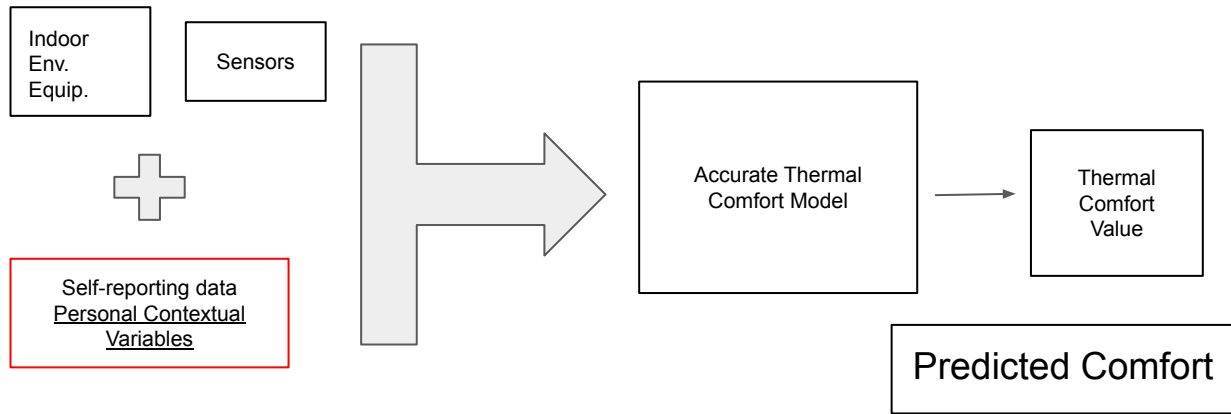 Indoor
Env.
Equip.
Sensors
Self-reporting data
Personal Contextual
Variables
Accurate Thermal
Comfort Model
Thermal
Comfort
Value
Predicted Comfort